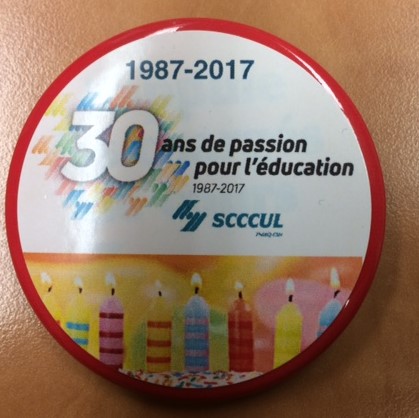 1987-2017
30 ans de passion
pour l'éducation
1987-2017
SCCCUL